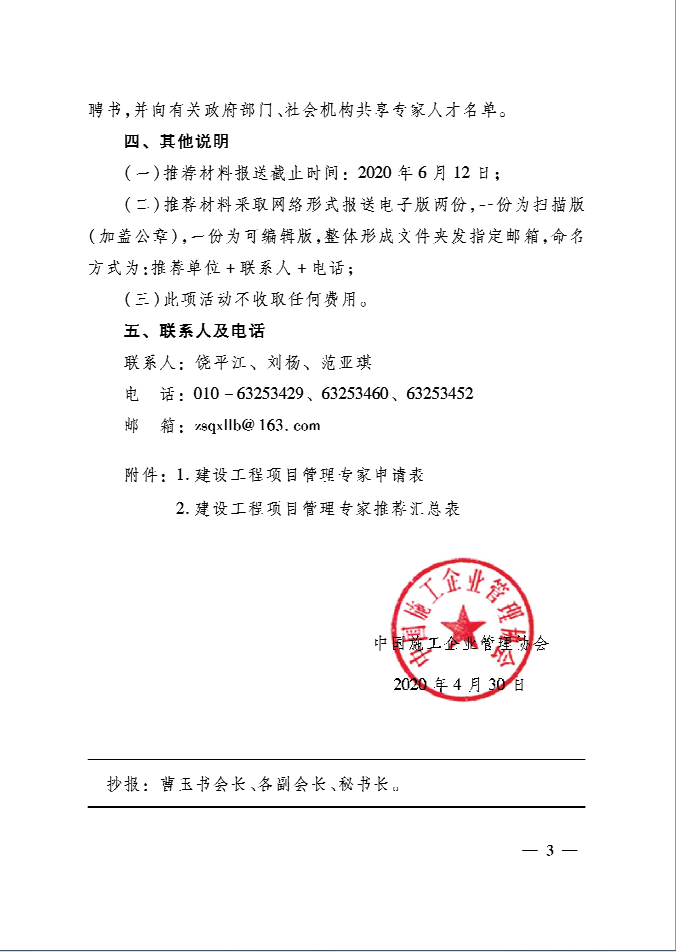 聘书,并向有关政府部门、社会机构共享专家人才名单。
四、其他说明
(一)推荐材料报送截止时间：2020 年 6 月 12 日；
(二)推荐材料采取网络形式报送电子版两份,--份为扫描版
(加盖公章),一份为可编辑版,整体形成文件夹发指定邮箱,命名
方式为:推荐单位+联系人+电话；
(三)此项活动不收取任何费用。
五、联系人及电话
联系人：饶平江、刘杨、范亚琪
电　话：010-63253429、63253460、63253452
邮　箱：zsqxllb@163.com
附件：1. 建设工程项目管理专家申请表
2. 建设工程项目管理专家推荐汇总表
中国施工企业管理协会
中国施工企业管理协会
2020 年 4 月 30 日
抄报：曹玉书会长、各副会长、秘书长。
— 3 —